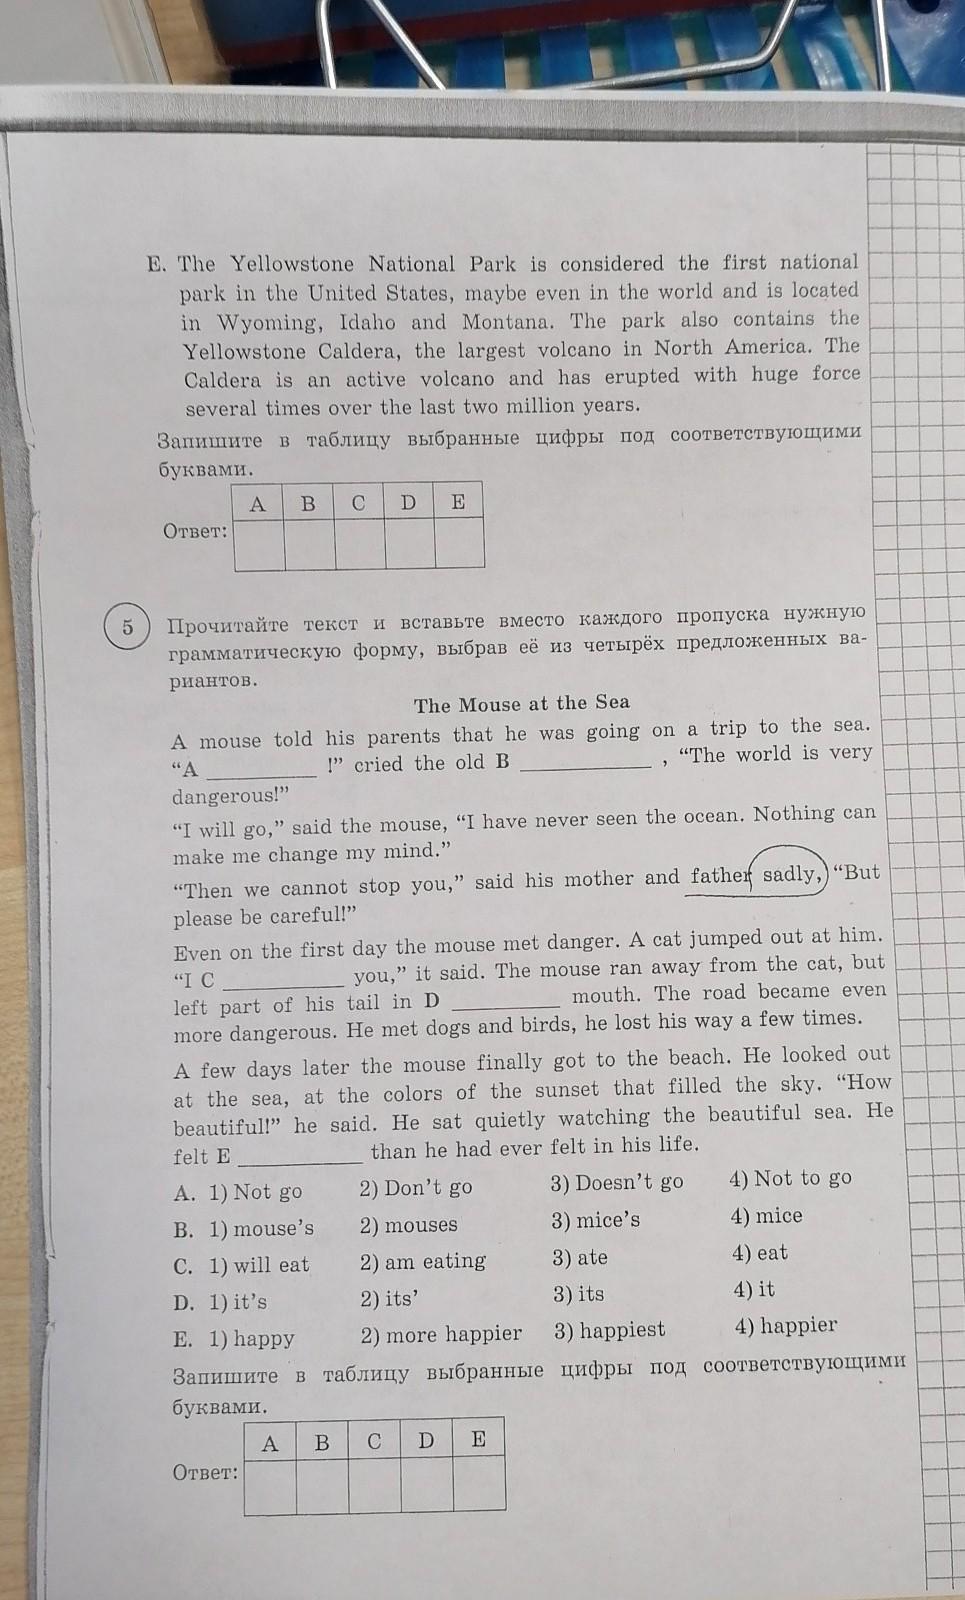 E. The Yellowstone National Park is considered the first national
park in the United States, maybe even in the world and is located
in Wyoming, Idaho and Montana. The park also contains the
Yellowstone Caldera, the largest volcano in North America. The
Caldera is an active volcano and has erupted with huge force
several times over the last two million years.
Запишите в таблицу выбранные цифры под соответствующими
буквами.
A B C D E
Ответ:
5 Прочитайте текст и вставьте вместо каждого пропуска нужную
грамматическую форму, выбрав её из четырёх предложенных ва-
риантов.
The Mouse at the Sea
A mouse told his parents that he was going on a trip to the sea.
“A __________ !” cried the old B __________ , “The world is very
dangerous!”
“I will go,” said the mouse, “I have never seen the ocean. Nothing can
make me change my mind.”
“Then we cannot stop you,” said his mother and father sadly, “But
please be careful!”
Even on the first day the mouse met danger. A cat jumped out at him.
“I C __________ you,” it said. The mouse ran away from the cat, but
left part of his tail in D __________ mouth. The road became even
more dangerous. He met dogs and birds, he lost his way a few times.
A few days later the mouse finally got to the beach. He looked out
at the sea, at the colors of the sunset that filled the sky. “How
beautiful!” he said. He sat quietly watching the beautiful sea. He
felt E __________ than he had ever felt in his life.
A. 1) Not go 2) Don’t go 3) Doesn’t go 4) Not to go
B. 1) mouse’s 2) mouses 3) mice’s 4) mice
C. 1) will eat 2) am eating 3) ate 4) eat
D. 1) it’s 2) its’ 3) its 4) it
E. 1) happy 2) more happier 3) happiest 4) happier
Запишите в таблицу выбранные цифры под соответствующими
буквами.
A B C D E
Ответ: